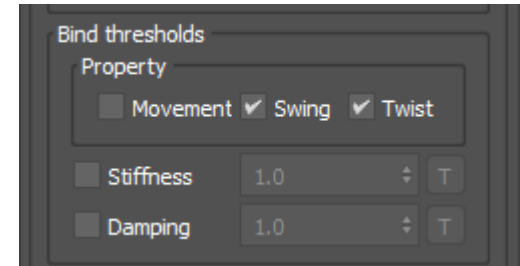 Bind thresholds
Property
Movement Swing Twist
Stiffness 1.0 T
Damping 1.0 T